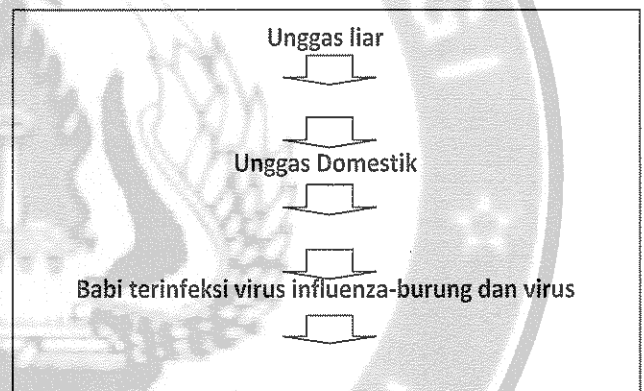 Unggas liar
Unggas Domestik
Babi terinfeksi virus influenza-burung dan virus